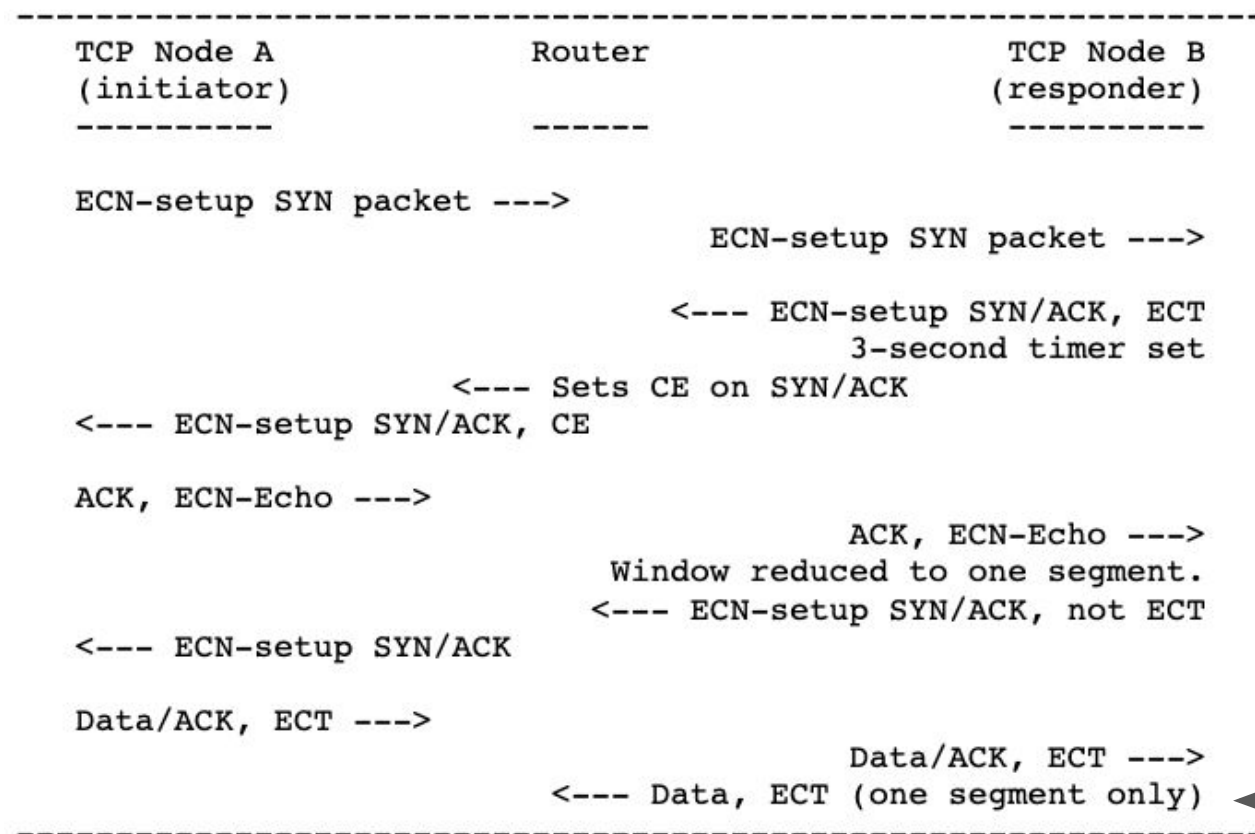 ---------------------------------------------------------------
TCP Node A             Router                  TCP Node B
(initiator)                                   (responder)
----------             ------                  ----------
ECN-setup SYN packet --->
                                ECN-setup SYN packet --->
                              <--- ECN-setup SYN/ACK, ECT
                                       3-second timer set
                   <--- Sets CE on SYN/ACK
<--- ECN-setup SYN/ACK, CE
ACK, ECN-Echo --->
                                       ACK, ECN-Echo --->
                           Window reduced to one segment.
                          <--- ECN-setup SYN/ACK, not ECT
<--- ECN-setup SYN/ACK
Data/ACK, ECT --->
                                       Data/ACK, ECT --->
                        <--- Data, ECT (one segment only)
---------------------------------------------------------------